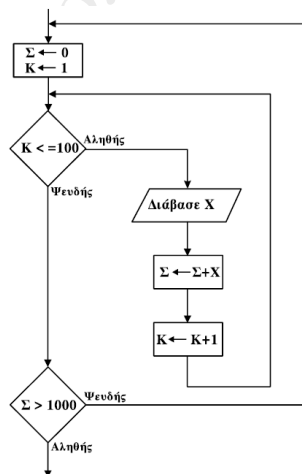 Σ ← 0
Κ ← 1
Κ < =100
Αληθής
Ψευδής
Διάβασε Χ
Σ ← Σ+Χ
Κ ← Κ+1
Σ > 1000
Ψευδής
Αληθής